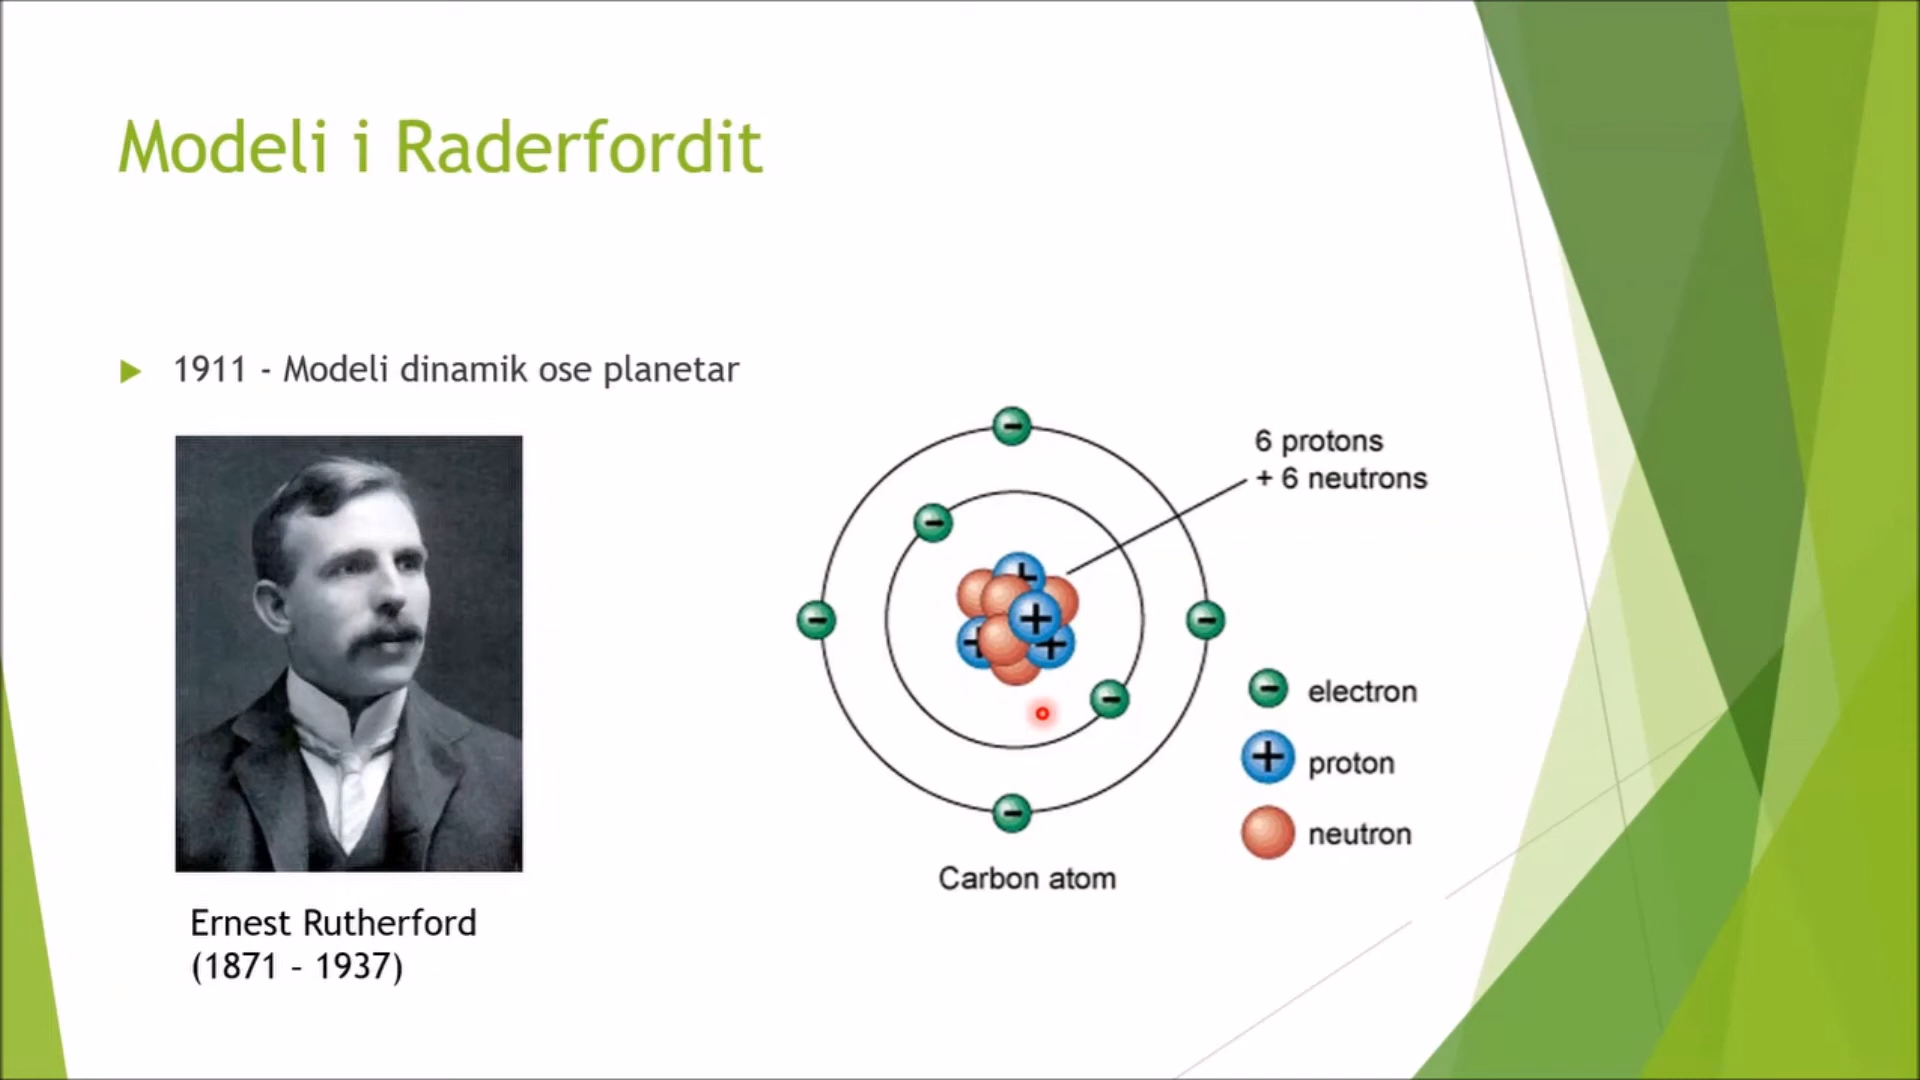 Modeli i Raderfordit
1911 - Modeli dinamik ose planetar
6 protons
+ 6 neutrons
electron
proton
neutron
Carbon atom
Ernest Rutherford
(1871 – 1937)